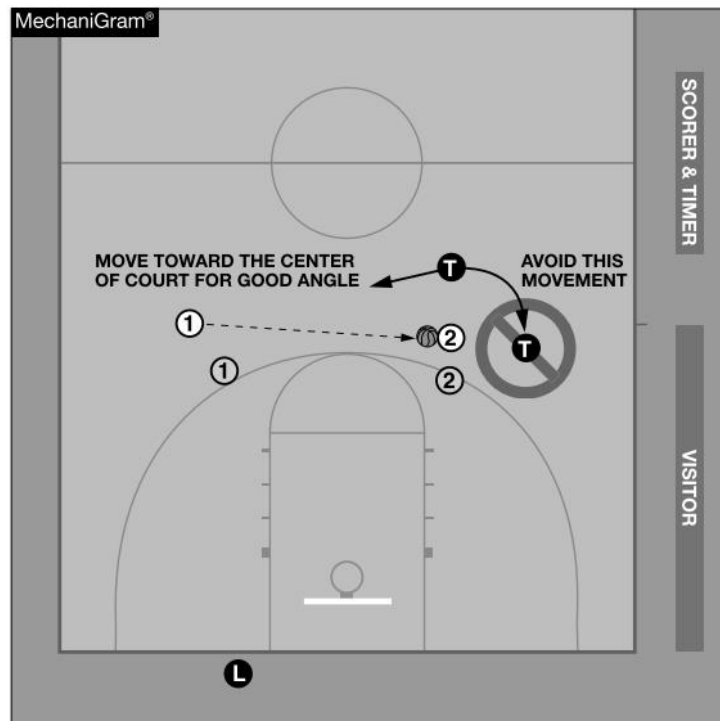 MechaniGram®
SCORER & TIMER
MOVE TOWARD THE CENTER
OF COURT FOR GOOD ANGLE
T
AVOID THIS
MOVEMENT
1
2
T
1
2
VISITOR
L